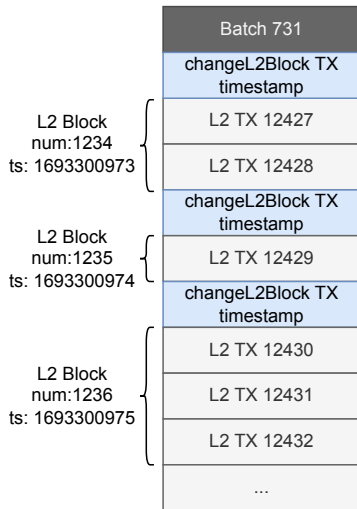 Batch 731
changeL2Block TX
timestamp
L2 Block
num:1234
ts: 1693300973
L2 TX 12427
L2 TX 12428
changeL2Block TX
timestamp
L2 Block
num:1235
ts: 1693300974
L2 TX 12429
changeL2Block TX
timestamp
L2 Block
num:1236
ts: 1693300975
L2 TX 12430
L2 TX 12431
L2 TX 12432
...